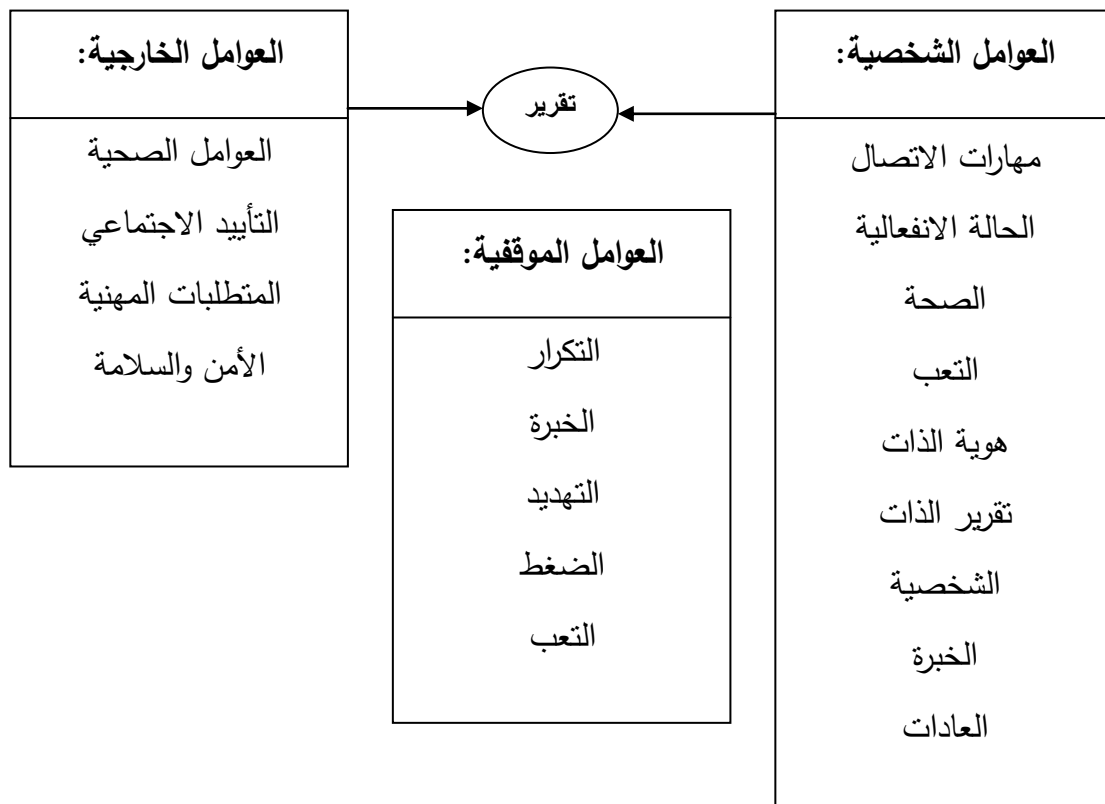 العوامل الشخصية:
مهارات الاتصال
الحالة الانفعالية
الصحة
التعب
هوية الذات
تقرير الذات
الشخصية
الخبرة
العادات
تقرير
العوامل الموقفية:
التكرار
الخبرة
التهديد
الضغط
التعب
العوامل الخارجية:
العوامل الصحية
التأييد الاجتماعي
المتطلبات المهنية
الأمن والسلامة